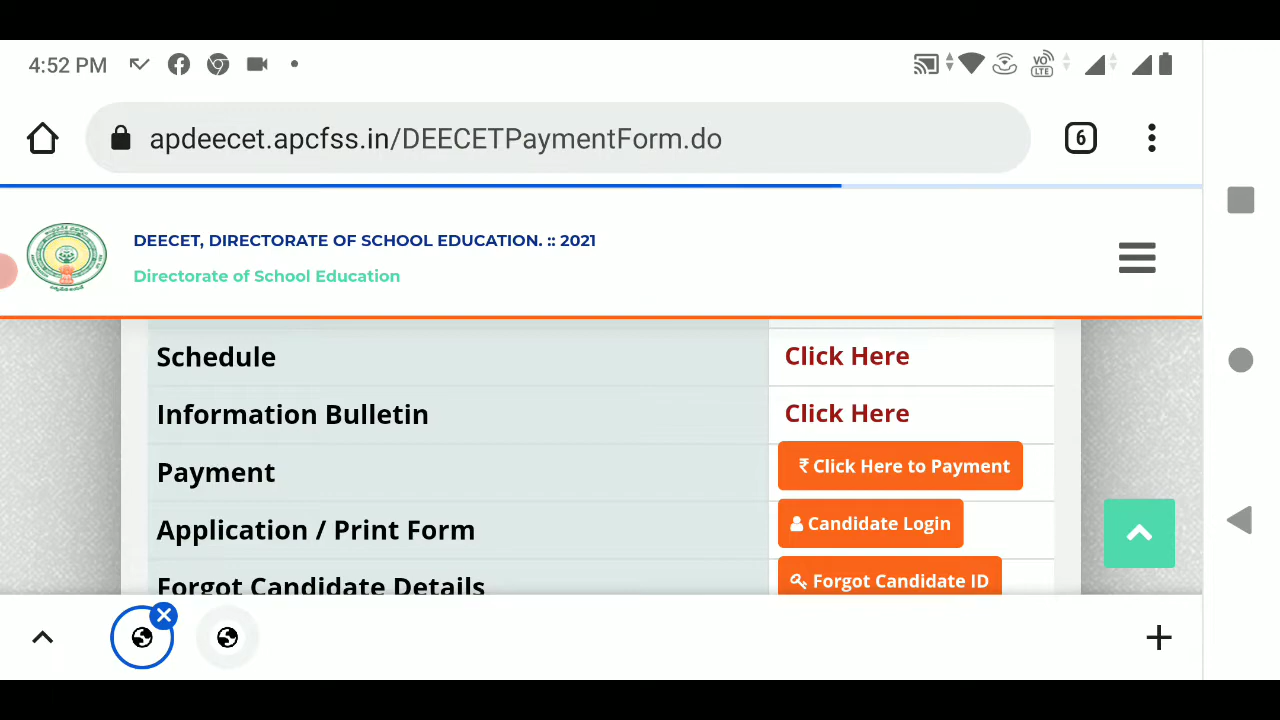 4:52 PM
VO
LTE
apdeecet.apcfss.in/DEECETPaymentForm.do
6
DEECET, DIRECTORATE OF SCHOOL EDUCATION. :: 2021
Directorate of School Education
Schedule
Click Here
Information Bulletin
Click Here
Payment
₹ Click Here to Payment
Application / Print Form
Candidate Login
Forgot Candidate Details
Forgot Candidate ID